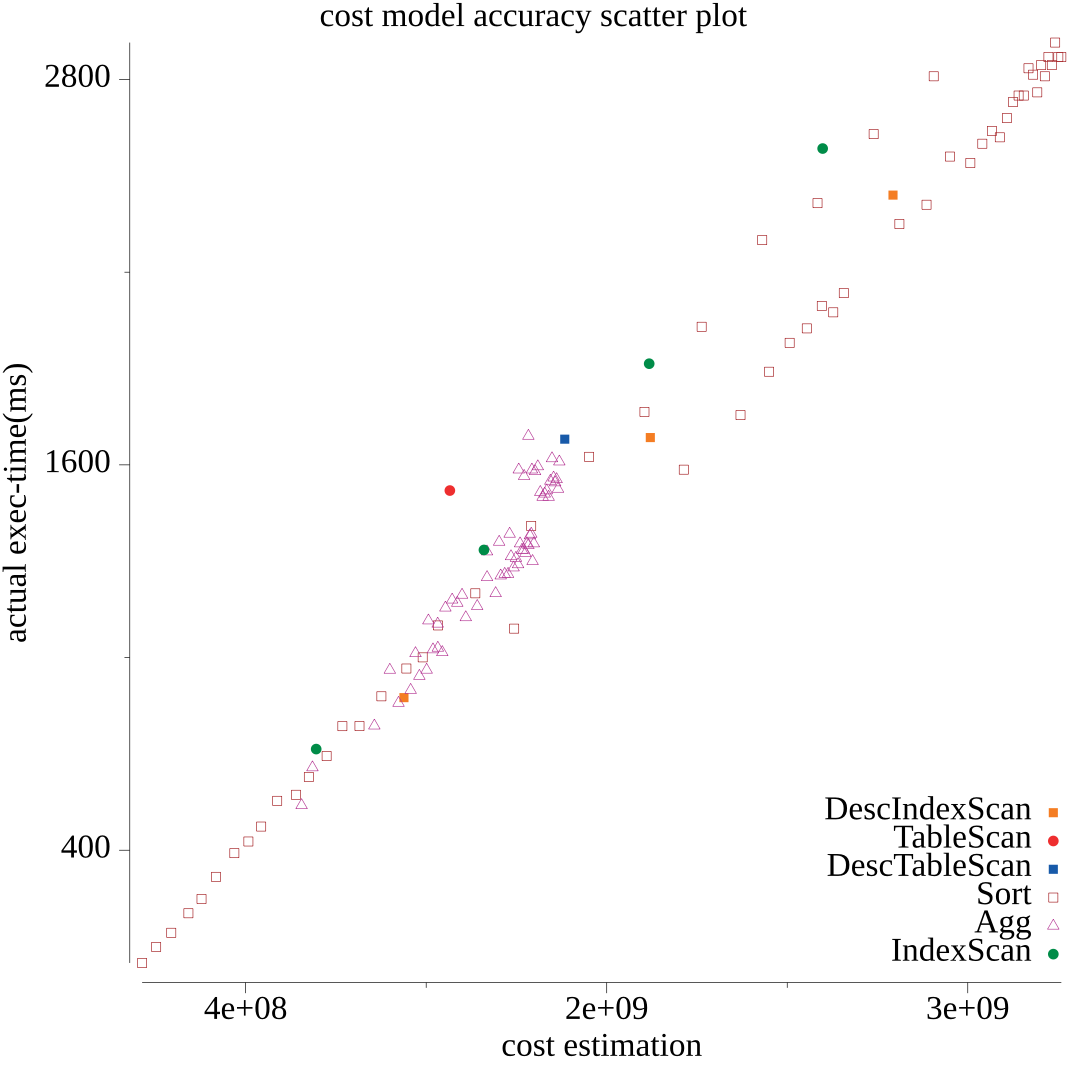 cost model accuracy scatter plot
2800
1600
400
actual exec-time(ms)
DescIndexScan
TableScan
DescTableScan
Sort
Agg
IndexScan
4e+08
2e+09
3e+09
cost estimation